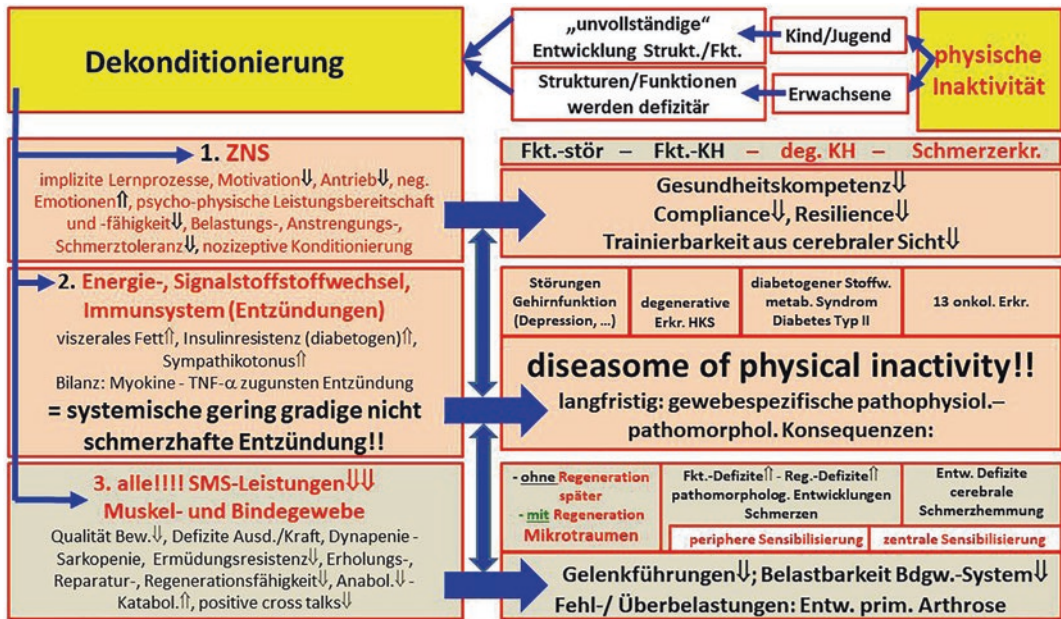 Dekonditionierung
„unvollständige“
Entwicklung Strukt./Fkt.
Kind/Jugend
Strukturen/Funktionen
werden defizitär
Erwachsene
physische
Inaktivität
1. ZNS
implizite Lernprozesse, Motivation⇓, Antrieb⇓, neg.
Emotionen⇑, psycho-physische Leistungsbereitschaft
und -fähigkeit⇓, Belastungs-, Anstrengungs-,
Schmerztoleranz⇓, nozizeptive Konditionierung
Fkt.-stör – Fkt.-KH – deg. KH – Schmerzerkr.
Gesundheitskompetenz⇓
Compliance⇓, Resilience⇓
Trainierbarkeit aus cerebraler Sicht⇓
2. Energie-, Signalstoffstoffwechsel,
Immunsystem (Entzündungen)
viszerales Fett⇑, Insulinresistenz (diabetogen)⇑,
Sympathikotonus⇑
Bilanz: Myokine - TNF-α zugunsten Entzündung
= systemische gering gradige nicht
schmerzhafte Entzündung!!
Störungen
Gehirnfunktion
(Depression, ...)
degenerative
Erkr. HKS
diabetogener Stoffw.
metab. Syndrom
Diabetes Typ II
13 onkol. Erkr.
diseasome of physical inactivity!!
langfristig: gewebespezifische pathophysiol.–
pathomorphol. Konsequenzen:
3. alle!!!! SMS-Leistungen⇓⇓
Muskel- und Bindegewebe
Qualität Bew.⇓, Defizite Ausd./Kraft, Dynapenie -
Sarkopenie, Ermüdungsresistenz⇓, Erholungs-,
Reparatur-, Regenerationsfähigkeit⇓, Anabol.⇓ -
Katabol.⇑, positive cross talks⇓
- ohne Regeneration
später
- mit Regeneration
Mikrotraumen
Fkt.-Defizite⇑ - Reg.-Defizite⇑
pathomorpholog. Entwicklungen
Schmerzen
Entw. Defizite
cerebrale
Schmerzhemmung
periphere Sensibilisierung
zentrale Sensibilisierung
Gelenkführungen⇓; Belastbarkeit Bdgw.-System⇓
Fehl-/ Überbelastungen: Entw. prim. Arthrose